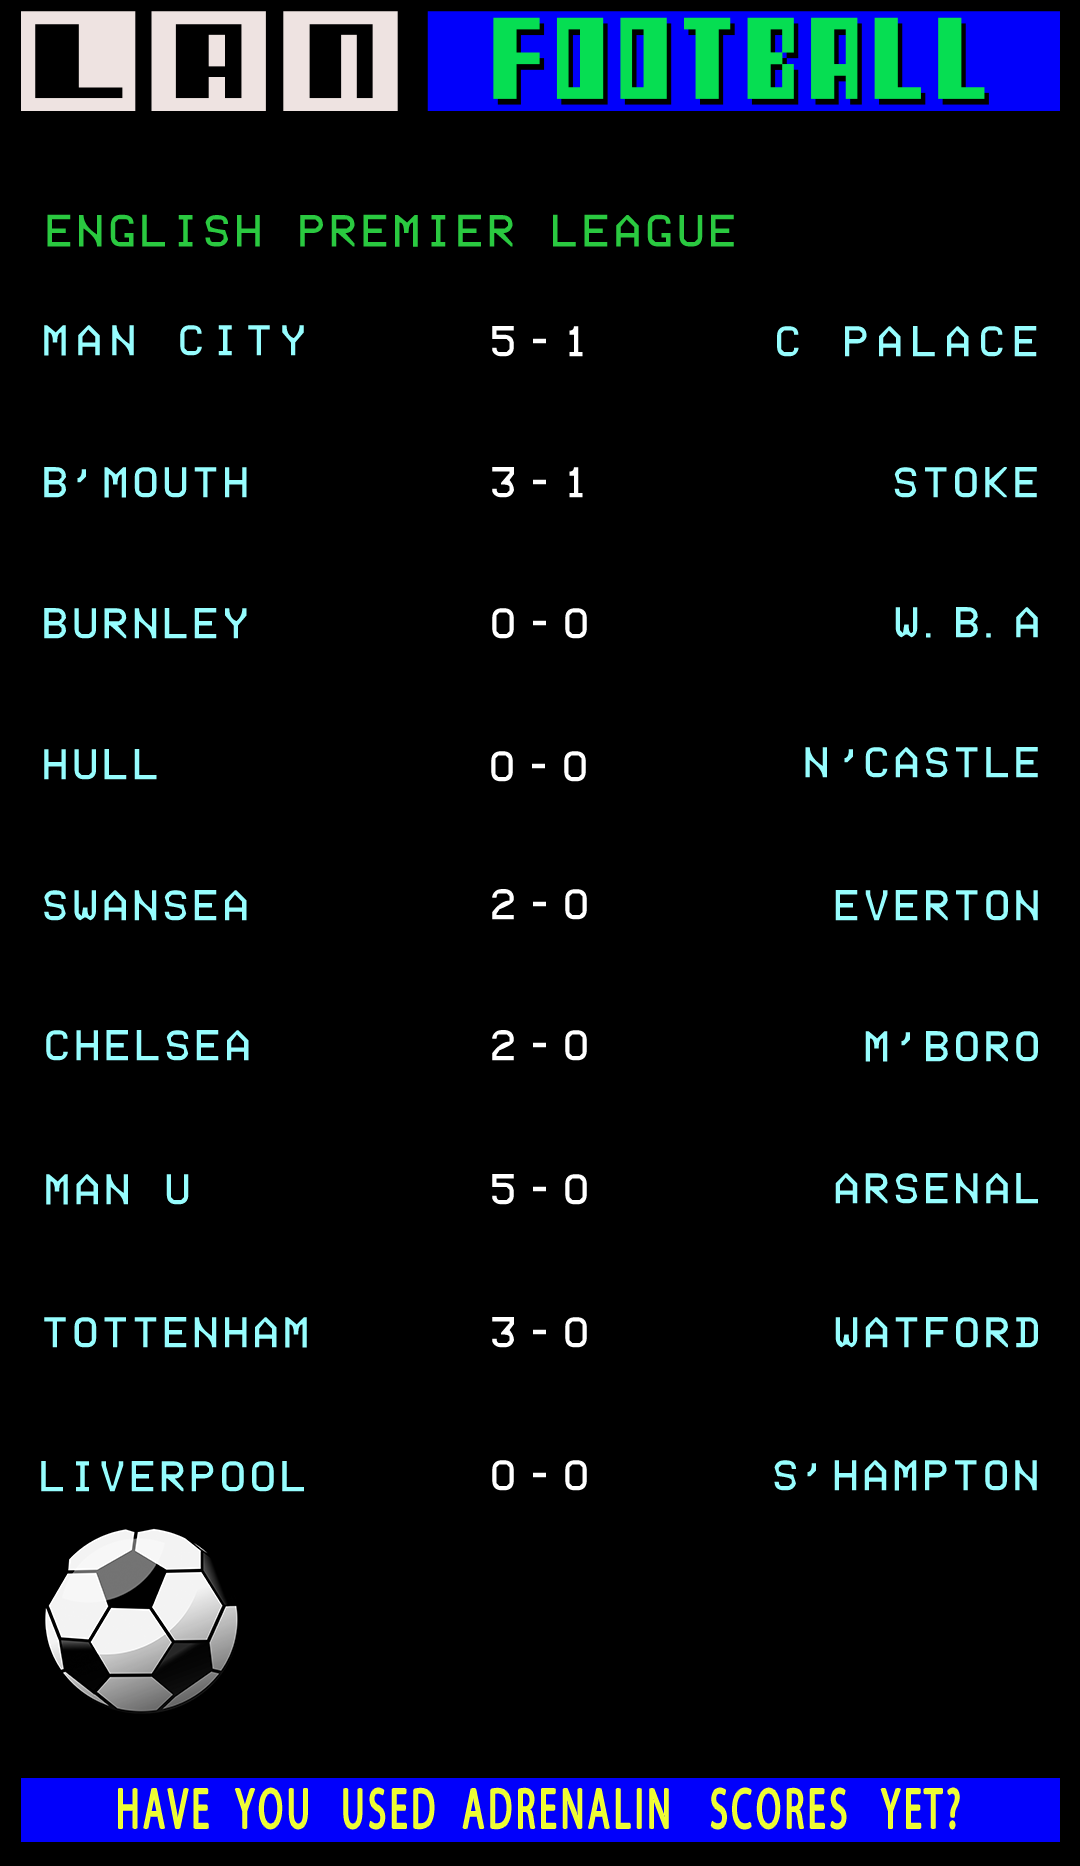 LAN FOOTBALL
ENGLISH PREMIER LEAGUE
MAN CITY 5-1 C PALACE
B'MOUTH 3-1 STOKE
BURNLEY 0-0 W.B.A
HULL 0-0 N'CASTLE
SWANSEA 2-0 EVERTON
CHELSEA 2-0 M'BORO
MAN U 5-0 ARSENAL
TOTTENHAM 3-0 WATFORD
LIVERPOOL 0-0 S'HAMPTON
HAVE YOU USED ADRENALIN SCORES YET?